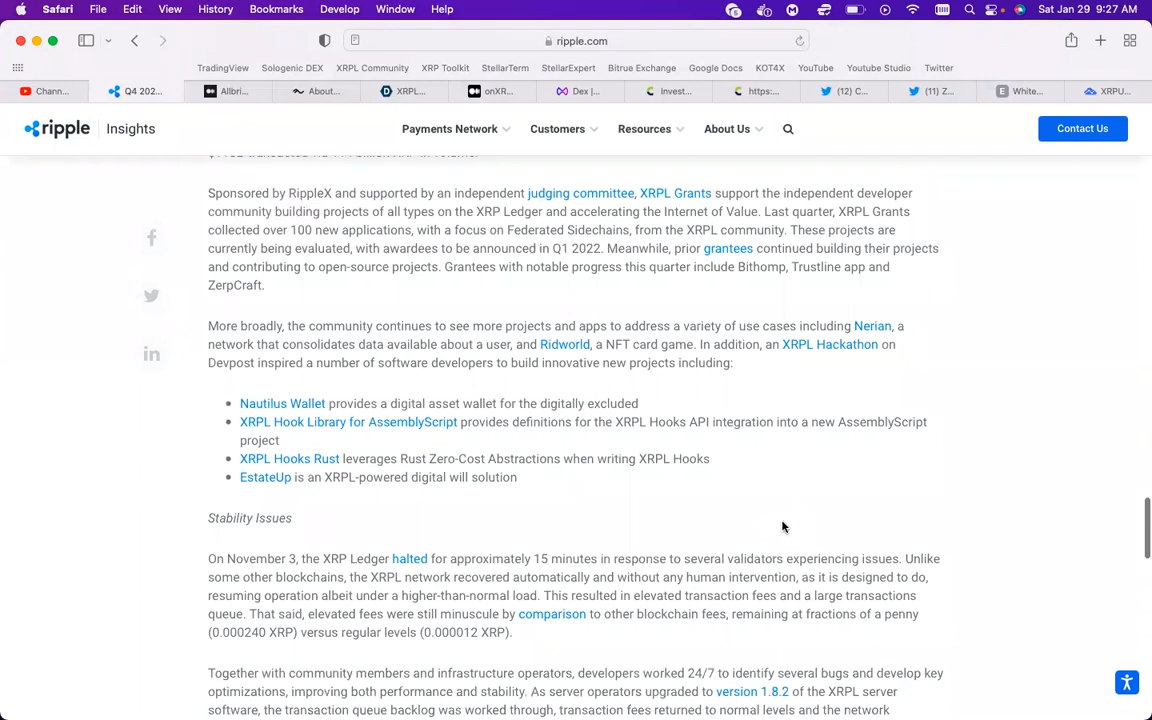 Safari File Edit View History Bookmarks Develop Window Help Sat Jan 29 9:27 AM
ripple.com
TradingView Sologenic DEX XRPL Community XRP Toolkit StellarTerm StellarExpert Bitrue Exchange Google Docs KOT4X YouTube Youtube Studio Twitter
Chann... Q4 202... Allbri... About... XRPL... onXR... Dex |... Invest... https:... (12) C... (11) Z... White... XRPU...
ripple Insights Payments Network Customers Resources About Us Contact Us
Sponsored by RippleX and supported by an independent judging committee, XRPL Grants support the independent developer
community building projects of all types on the XRP Ledger and accelerating the Internet of Value. Last quarter, XRPL Grants
collected over 100 new applications, with a focus on Federated Sidechains, from the XRPL community. These projects are
currently being evaluated, with awardees to be announced in Q1 2022. Meanwhile, prior grantees continued building their projects
and contributing to open-source projects. Grantees with notable progress this quarter include Bithomp, Trustline app and
ZerpCraft.
More broadly, the community continues to see more projects and apps to address a variety of use cases including Nerian, a
network that consolidates data available about a user, and Ridworld, a NFT card game. In addition, an XRPL Hackathon on
Devpost inspired a number of software developers to build innovative new projects including:
• Nautilus Wallet provides a digital asset wallet for the digitally excluded
• XRPL Hook Library for AssemblyScript provides definitions for the XRPL Hooks API integration into a new AssemblyScript
project
• XRPL Hooks Rust leverages Rust Zero-Cost Abstractions when writing XRPL Hooks
• EstateUp is an XRPL-powered digital will solution
Stability Issues
On November 3, the XRP Ledger halted for approximately 15 minutes in response to several validators experiencing issues. Unlike
some other blockchains, the XRPL network recovered automatically and without any human intervention, as it is designed to do,
resuming operation albeit under a higher-than-normal load. This resulted in elevated transaction fees and a large transactions
queue. That said, elevated fees were still minuscule by comparison to other blockchain fees, remaining at fractions of a penny
(0.000240 XRP) versus regular levels (0.000012 XRP).
Together with community members and infrastructure operators, developers worked 24/7 to identify several bugs and develop key
optimizations, improving both performance and stability. As server operators upgraded to version 1.8.2 of the XRPL server
software, the transaction queue backlog was worked through, transaction fees returned to normal levels and the network